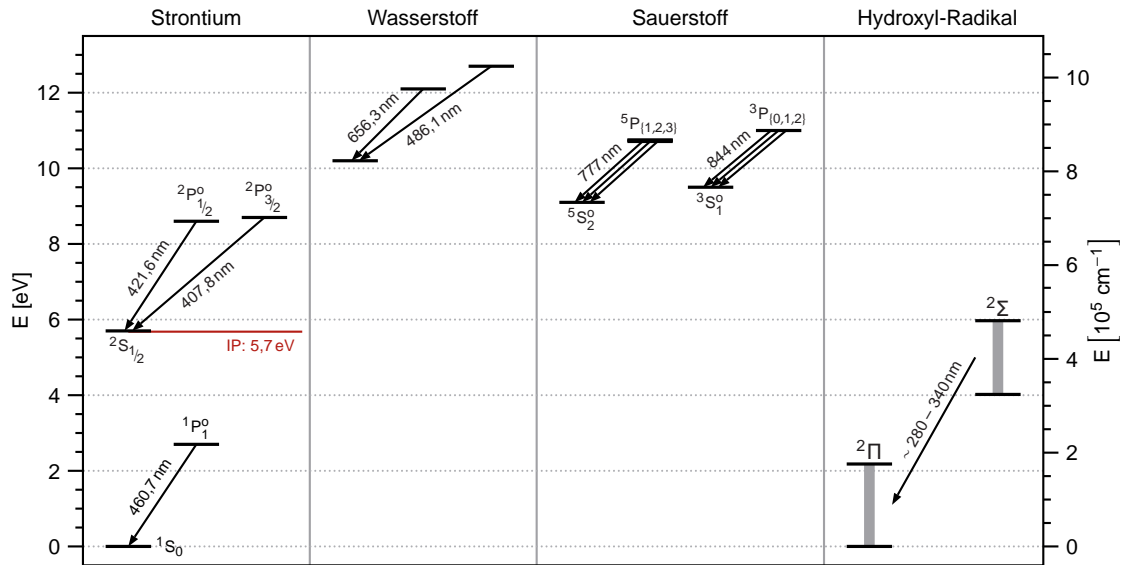 Strontium Wasserstoff Sauerstoff Hydroxyl-Radikal
E [eV]
12
10
8
6
4
2
0
²P°1/2
²P°3/2
421,6 nm
407,8 nm
²S1/2
IP: 5,7 eV
¹P°1
460,7 nm
¹S0
656,3 nm
486,1 nm
⁵P{1,2,3}
777 nm
⁵S°2
³P{0,1,2}
844 nm
³S°1
²Σ
~ 280 – 340 nm
²Π
10
8
6
4
2
0
E [10⁵ cm⁻¹]